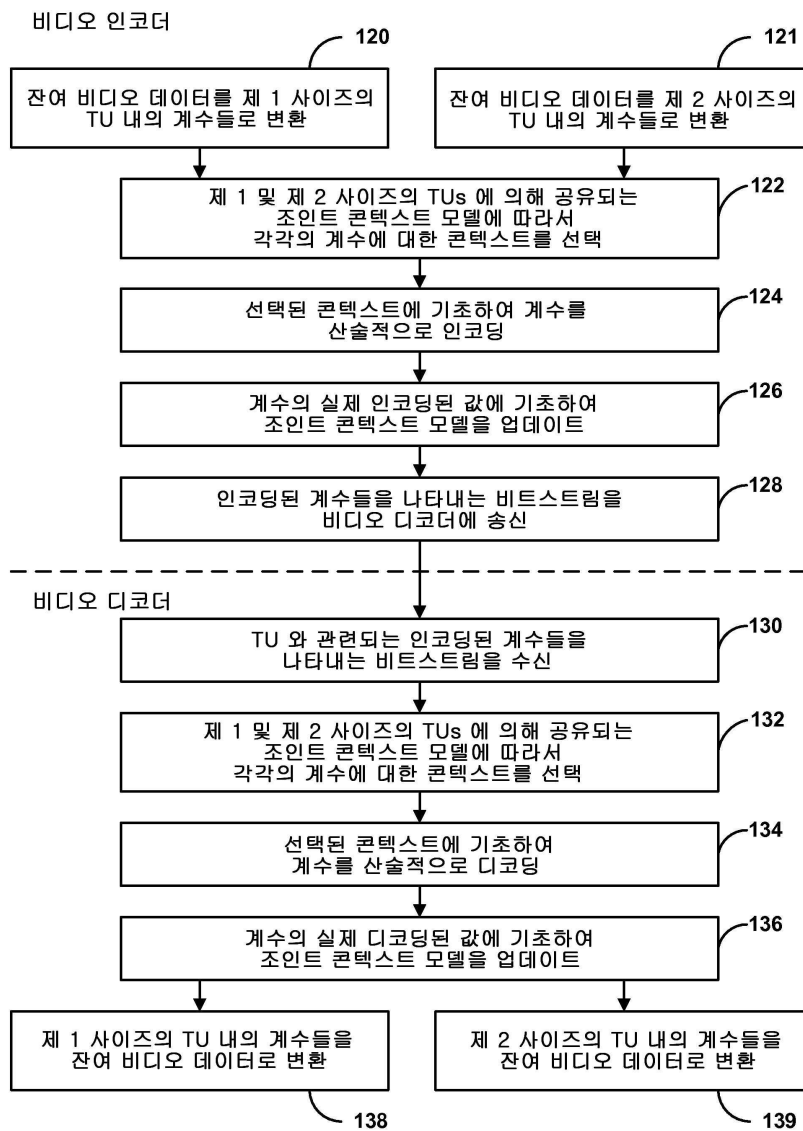 비디오 인코더
120
121
잔여 비디오 데이터를 제 1 사이즈의
TU 내의 계수들로 변환
잔여 비디오 데이터를 제 2 사이즈의
TU 내의 계수들로 변환
122
제 1 및 제 2 사이즈의 TUs 에 의해 공유되는
조인트 콘텍스트 모델에 따라서
각각의 계수에 대한 콘텍스트를 선택
124
선택된 콘텍스트에 기초하여 계수를
산술적으로 인코딩
126
계수의 실제 인코딩된 값에 기초하여
조인트 콘텍스트 모델을 업데이트
128
인코딩된 계수들을 나타내는 비트스트림을
비디오 디코더에 송신
비디오 디코더
130
TU 와 관련되는 인코딩된 계수들을
나타내는 비트스트림을 수신
132
제 1 및 제 2 사이즈의 TUs 에 의해 공유되는
조인트 콘텍스트 모델에 따라서
각각의 계수에 대한 콘텍스트를 선택
134
선택된 콘텍스트에 기초하여
계수를 산술적으로 디코딩
136
계수의 실제 디코딩된 값에 기초하여
조인트 콘텍스트 모델을 업데이트
제 1 사이즈의 TU 내의 계수들을
잔여 비디오 데이터로 변환
제 2 사이즈의 TU 내의 계수들을
잔여 비디오 데이터로 변환
138
139